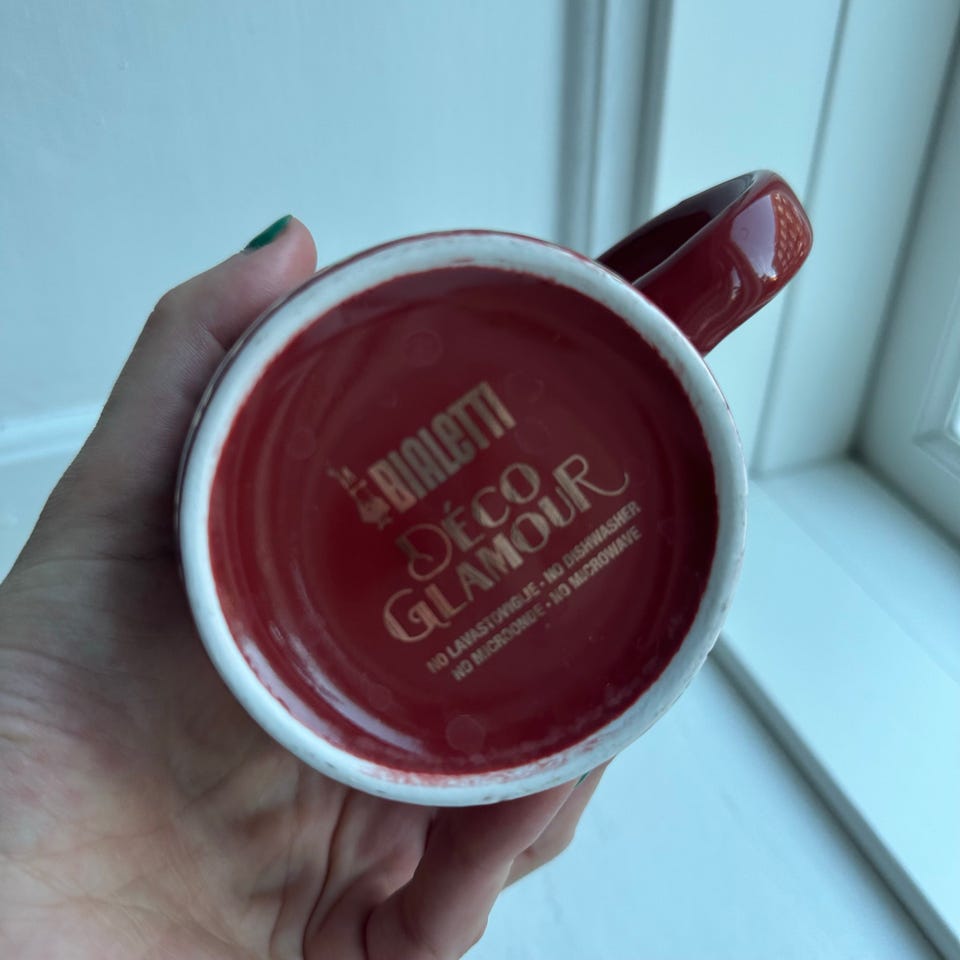 BIALETTI
DÉCO
GLAMOUR
NO LAVASTOVIGLIE - NO DISHWASHER
NO MICROONDE - NO MICROWAVE